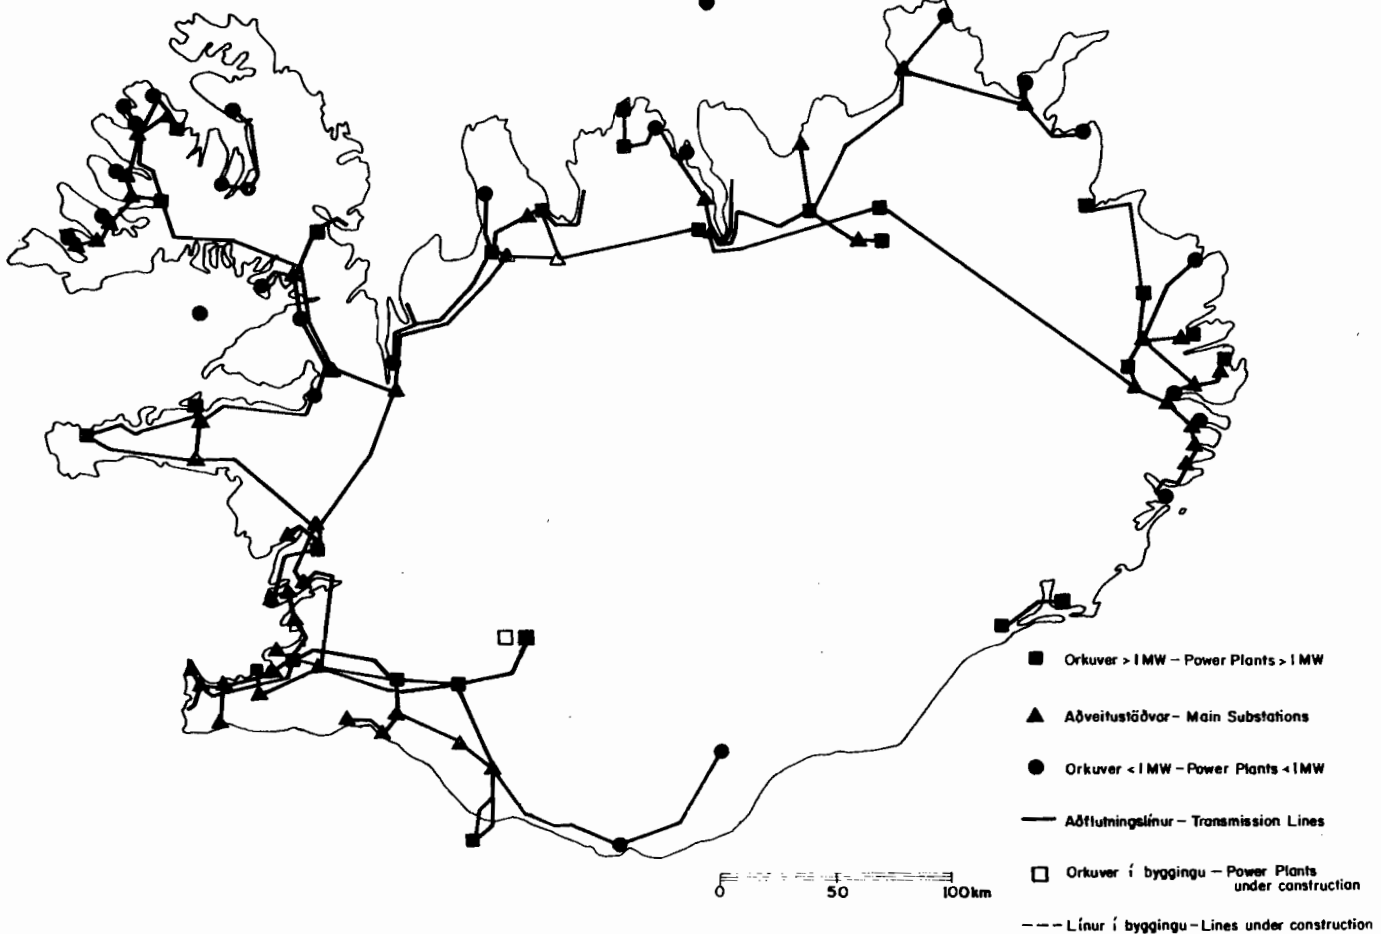 Orkuver > 1 MW – Power Plants > 1 MW
Aðveitustöðvar – Main Substations
Orkuver < 1 MW – Power Plants < 1 MW
Aðflutningslínur – Transmission Lines
Orkuver í byggingu – Power Plants
under construction
Línur í byggingu – Lines under construction
0 50 100km